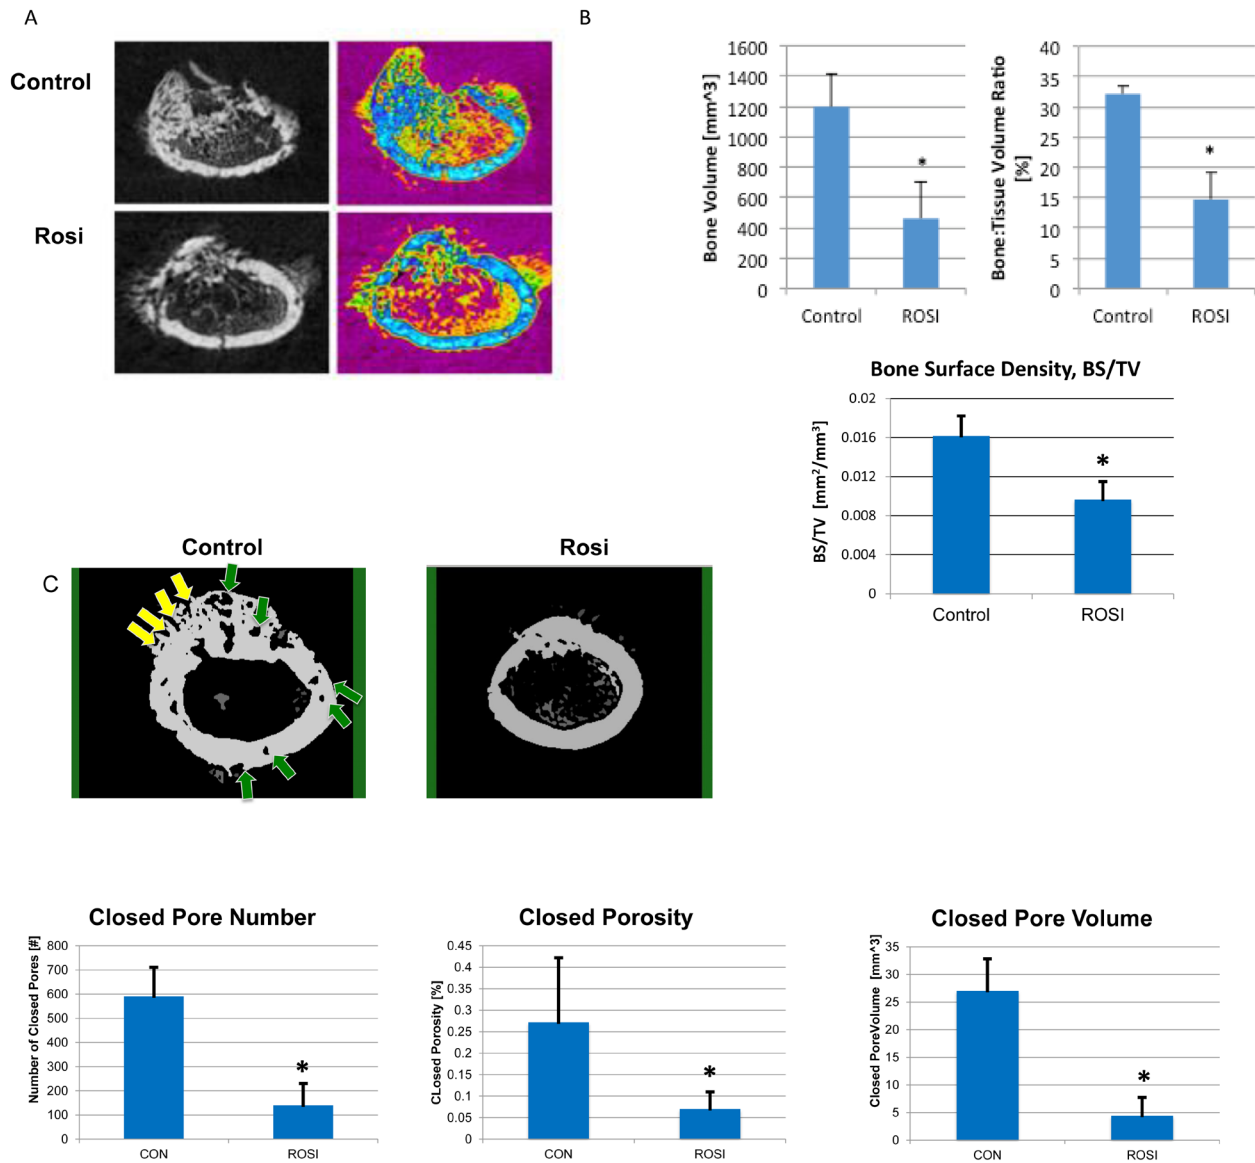 A
Control
Rosi
B
Bone Volume [mm^3]
1600
1400
1200
1000
800
600
400
200
0
*
Control
ROSI
Bone:Tissue Volume Ratio
[%]
40
35
30
25
20
15
10
5
0
*
Control
ROSI
Bone Surface Density, BS/TV
BS/TV [mm²/mm³]
0.02
0.016
0.012
0.008
0.004
0
*
Control
ROSI
C
Control
Rosi
Closed Pore Number
Number of Closed Pores [#]
800
700
600
500
400
300
200
100
0
*
CON
ROSI
Closed Porosity
CLosed Porosity [%]
0.45
0.4
0.35
0.3
0.25
0.2
0.15
0.1
0.05
0
*
CON
ROSI
Closed Pore Volume
Closed PoreVolume [mm^3]
35
30
25
20
15
10
5
0
*
CON
ROSI